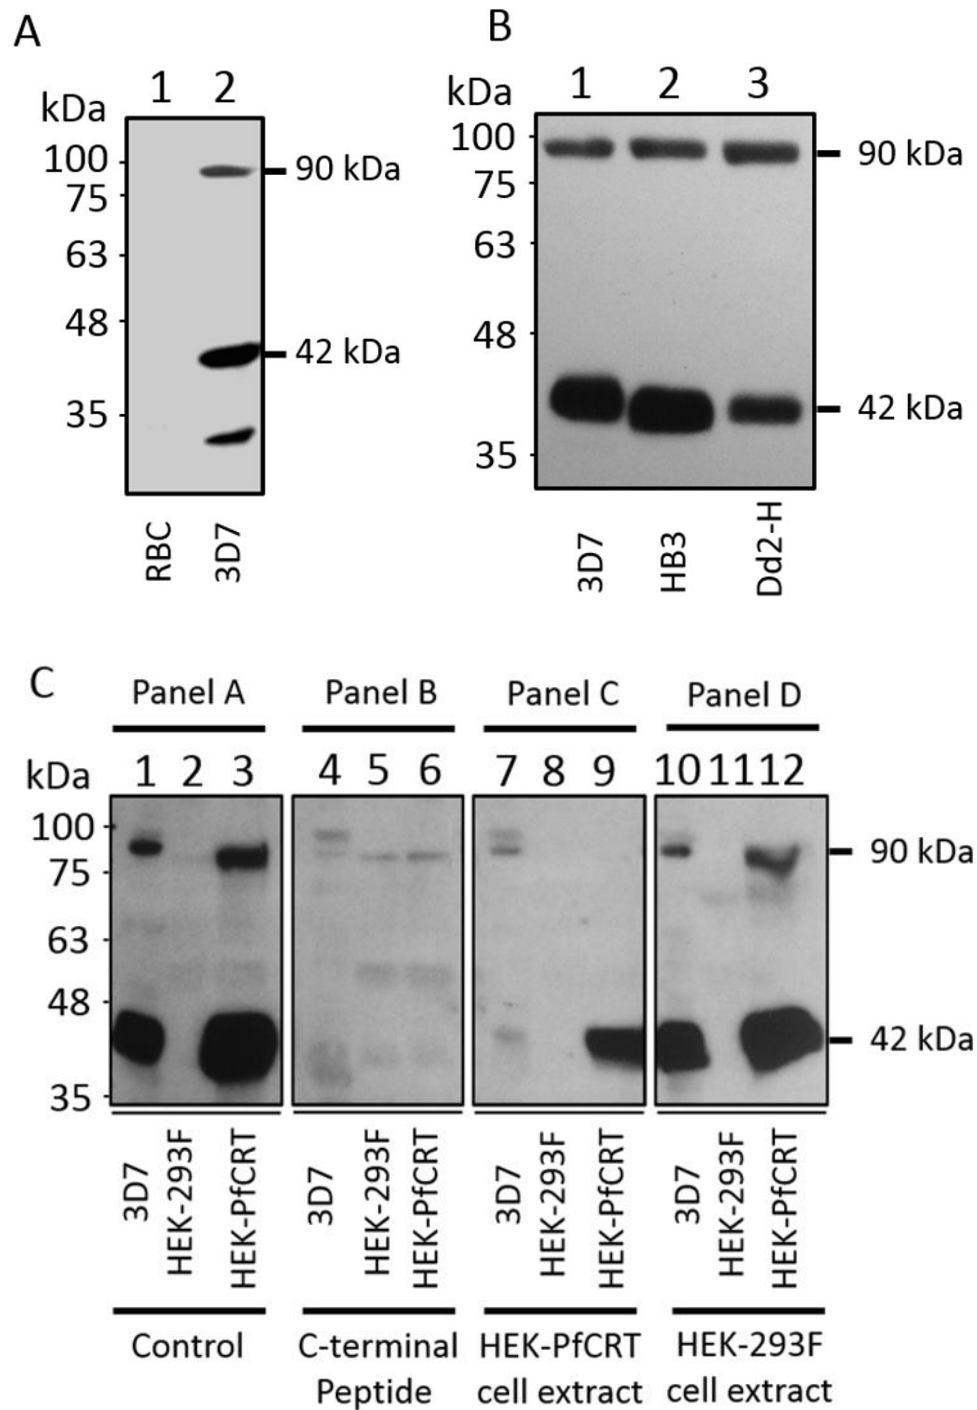 A
kDa
1 2
100
75
63
48
35
90 kDa
42 kDa
RBC
3D7
B
kDa
1 2 3
100
75
63
48
35
90 kDa
42 kDa
3D7
HB3
Dd2-H
C
Panel A Panel B Panel C Panel D
kDa
1 2 3 4 5 6 7 8 9 10 11 12
100
75
63
48
35
90 kDa
42 kDa
3D7
HEK-293F
HEK-PfCRT
3D7
HEK-293F
HEK-PfCRT
3D7
HEK-293F
HEK-PfCRT
3D7
HEK-293F
HEK-PfCRT
Control
C-terminal
Peptide
HEK-PfCRT
cell extract
HEK-293F
cell extract